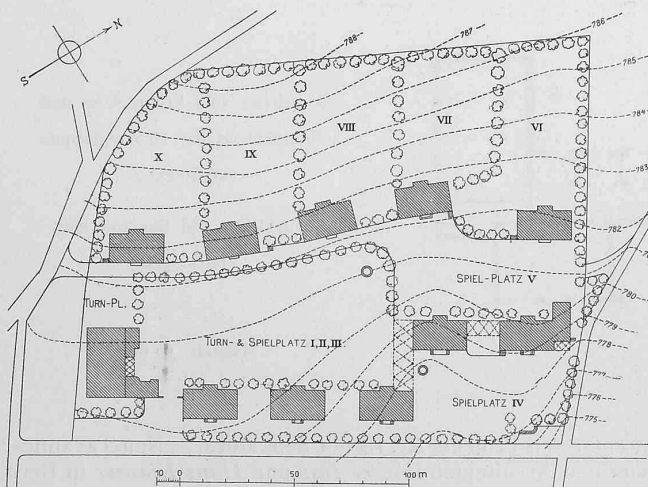 N
S
788
787
786
785
784
783
782
780
779
778
777
776
775
X
IX
VIII
VII
VI
SPIEL-PLATZ V
TURN-PL.
TURN- & SPIELPLATZ I,II,III.
SPIELPLATZ IV
10 0 50 100 m